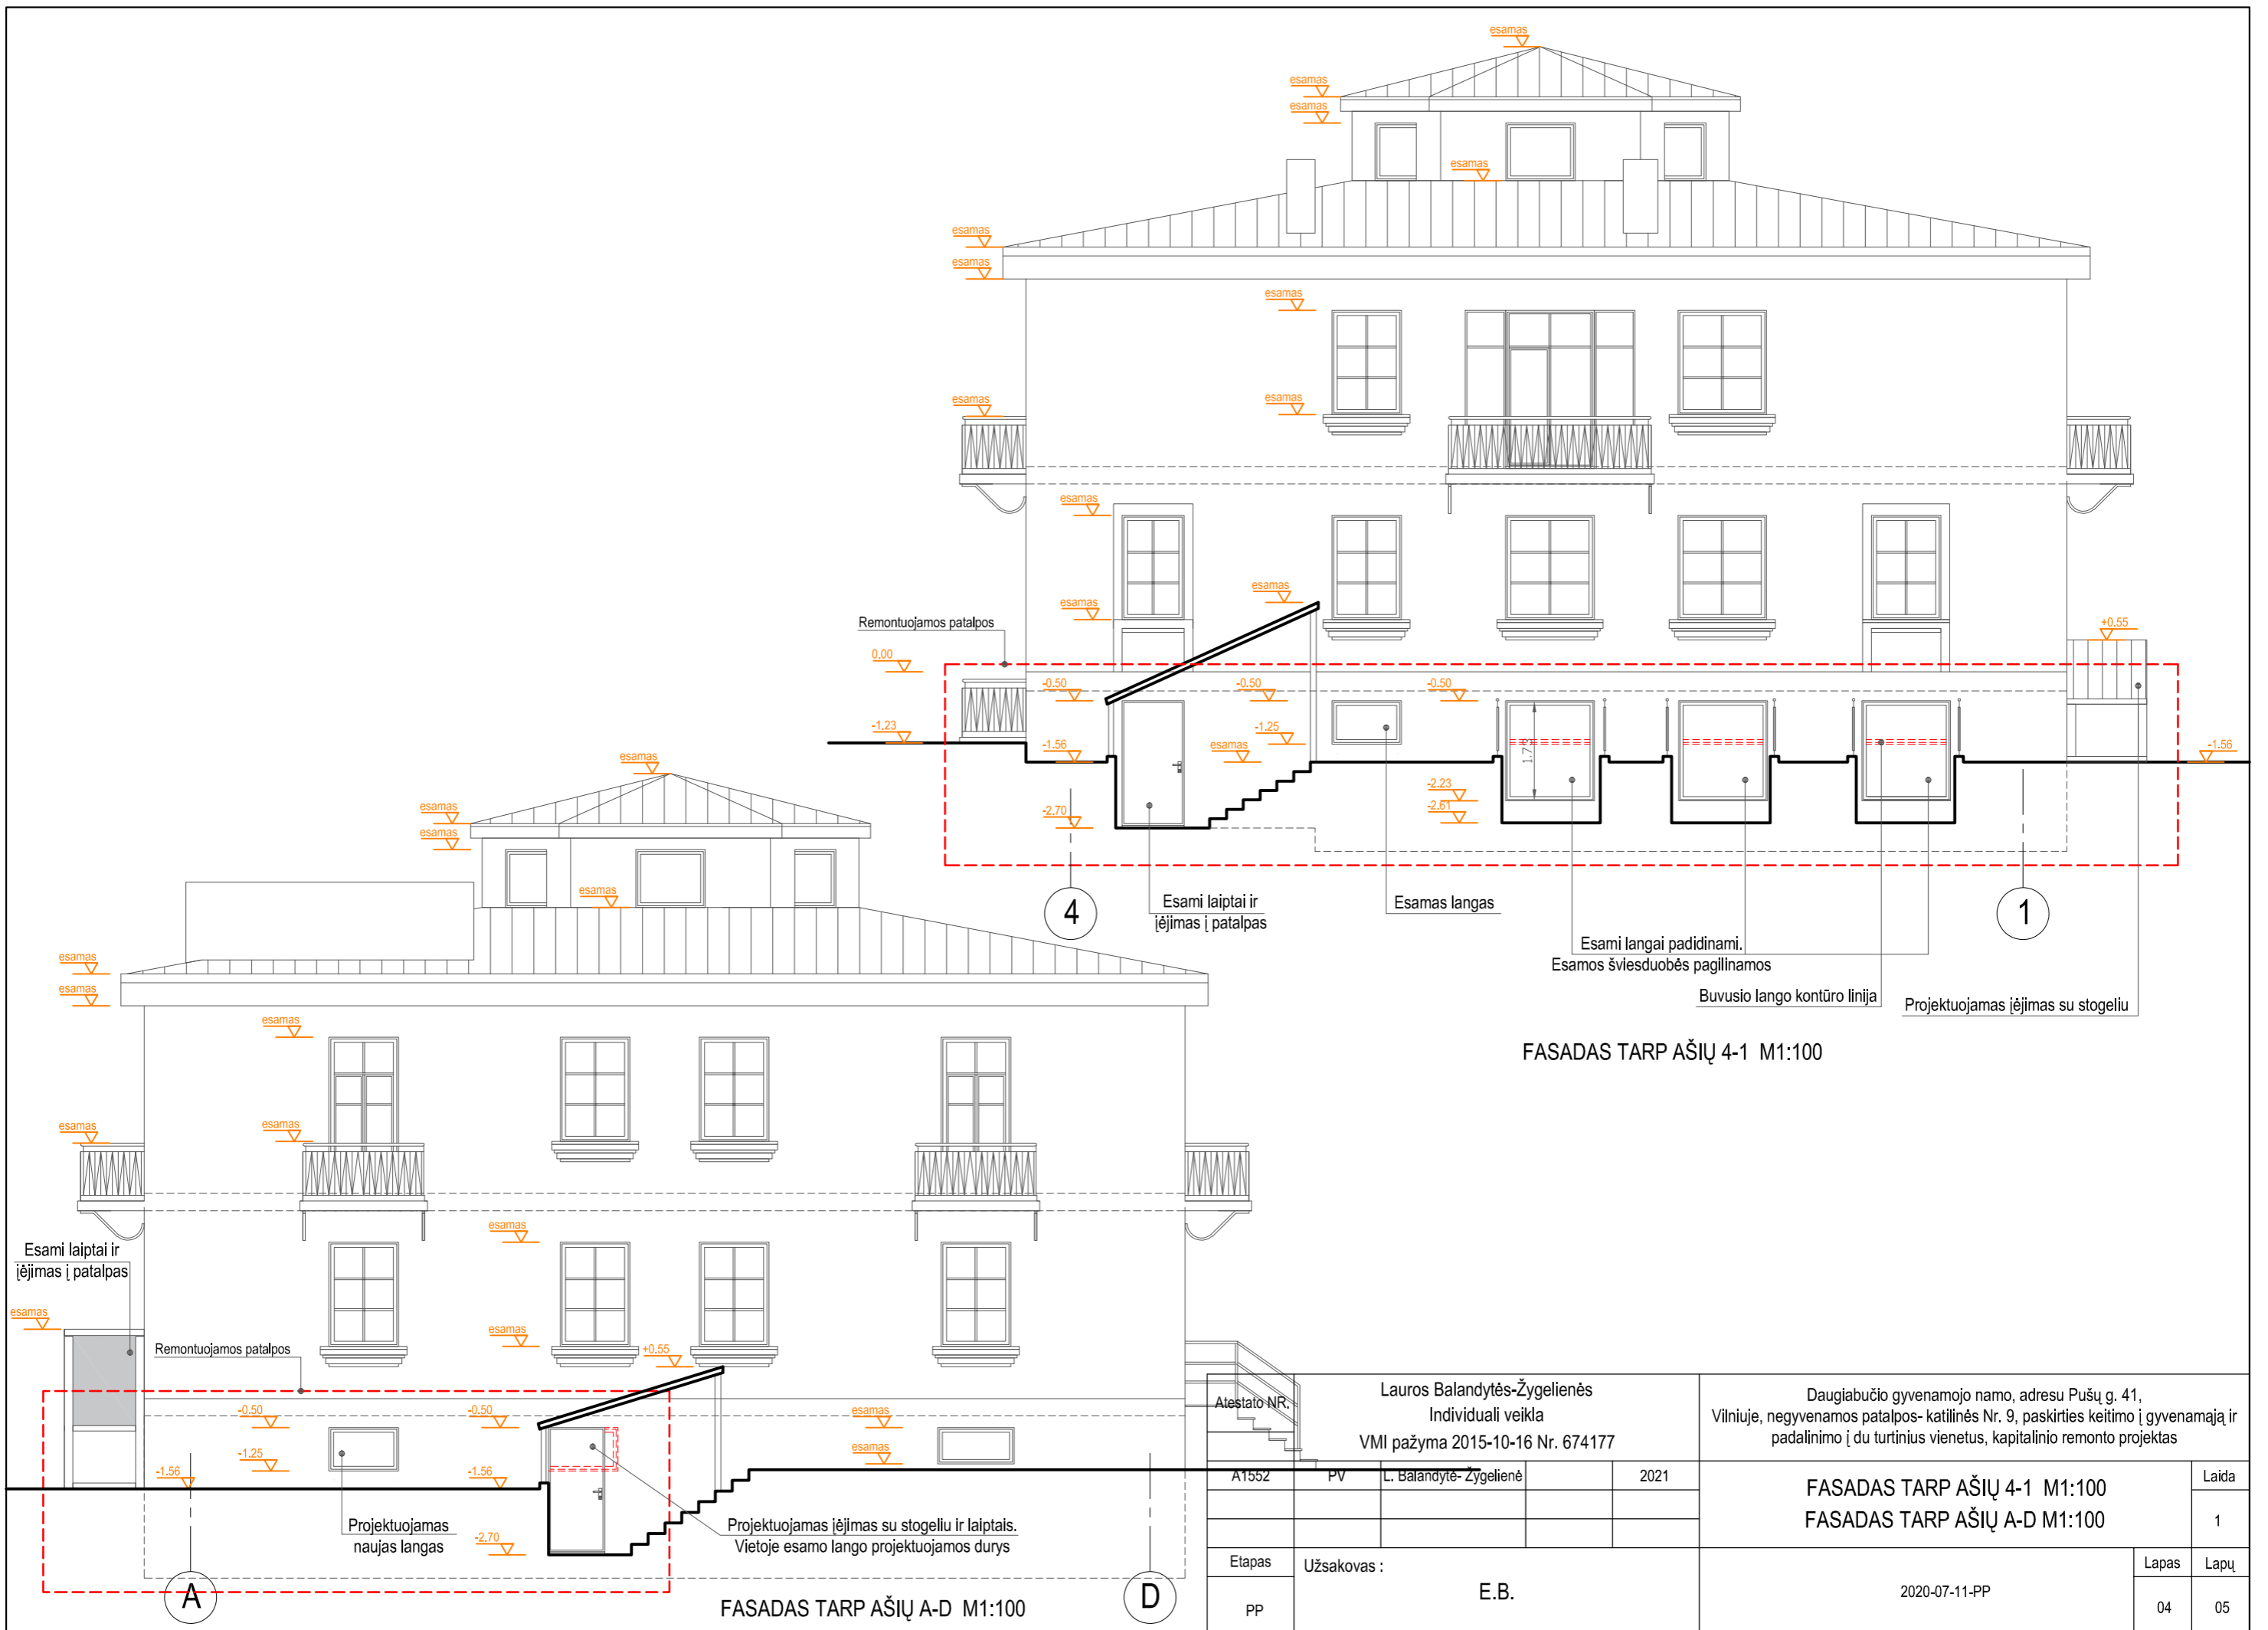 esamas
esamas
esamas
esamas
esamas
esamas
esamas
esamas
esamas
esamas
esamas
esamas
Remontuojamos patalpos
0.00
+0.55
-0.50
-0.50
-0.50
-1.23
-1.25
-1.56
esamas
-1.56
1.73
-2.23
-2.61
-2.70
4
1
Esami laiptai ir
įėjimas į patalpas
Esamas langas
Esami langai padidinami.
Esamos šviesduobės pagilinamos
Buvusio lango kontūro linija
Projektuojamas įėjimas su stogeliu
FASADAS TARP AŠIŲ 4-1 M1:100
esamas
esamas
esamas
esamas
esamas
esamas
esamas
esamas
esamas
esamas
Esami laiptai ir
įėjimas į patalpas
esamas
esamas
Remontuojamos patalpos
+0.55
-0.50
-0.50
esamas
-1.25
esamas
-1.56
-1.56
-2.70
Projektuojamas
naujas langas
Projektuojamas įėjimas su stogeliu ir laiptais.
Vietoje esamo lango projektuojamos durys
A
D
FASADAS TARP AŠIŲ A-D M1:100
Atestato NR.
Lauros Balandytės-Žygelienės
Individuali veikla
VMI pažyma 2015-10-16 Nr. 674177
Daugiabučio gyvenamojo namo, adresu Pušų g. 41,
Vilniuje, negyvenamos patalpos- katilinės Nr. 9, paskirties keitimo į gyvenamąją ir
padalinimo į du turtinius vienetus, kapitalinio remonto projektas
A1552 PV L. Balandytė- Žygelienė 2021
FASADAS TARP AŠIŲ 4-1 M1:100
FASADAS TARP AŠIŲ A-D M1:100
Laida
1
Etapas
PP
Užsakovas :
E.B.
2020-07-11-PP
Lapas Lapų
04 05